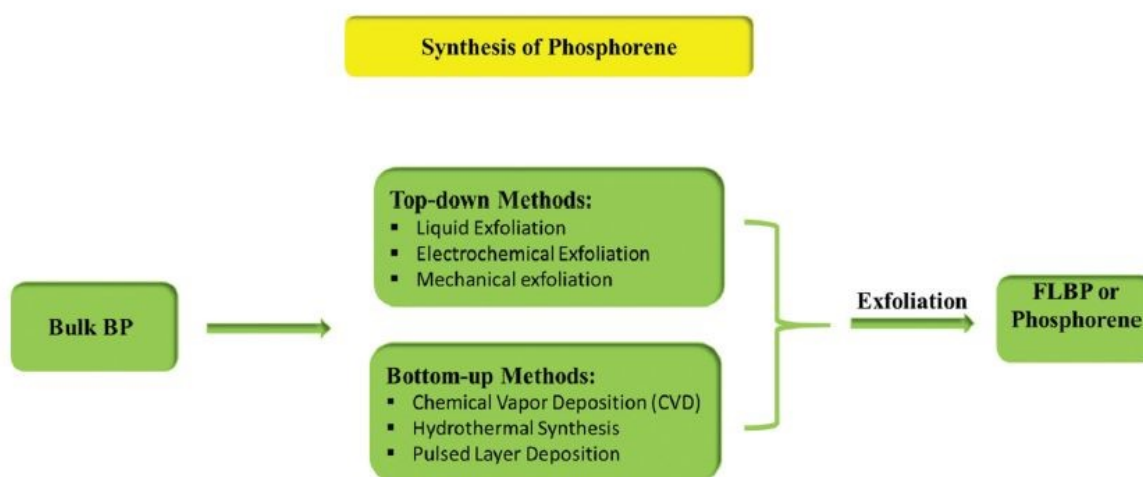 Synthesis of Phosphorene
Top-down Methods:
▪ Liquid Exfoliation
▪ Electrochemical Exfoliation
▪ Mechanical exfoliation
Bulk BP
Exfoliation
FLBP or
Phosphorene
Bottom-up Methods:
▪ Chemical Vapor Deposition (CVD)
▪ Hydrothermal Synthesis
▪ Pulsed Layer Deposition